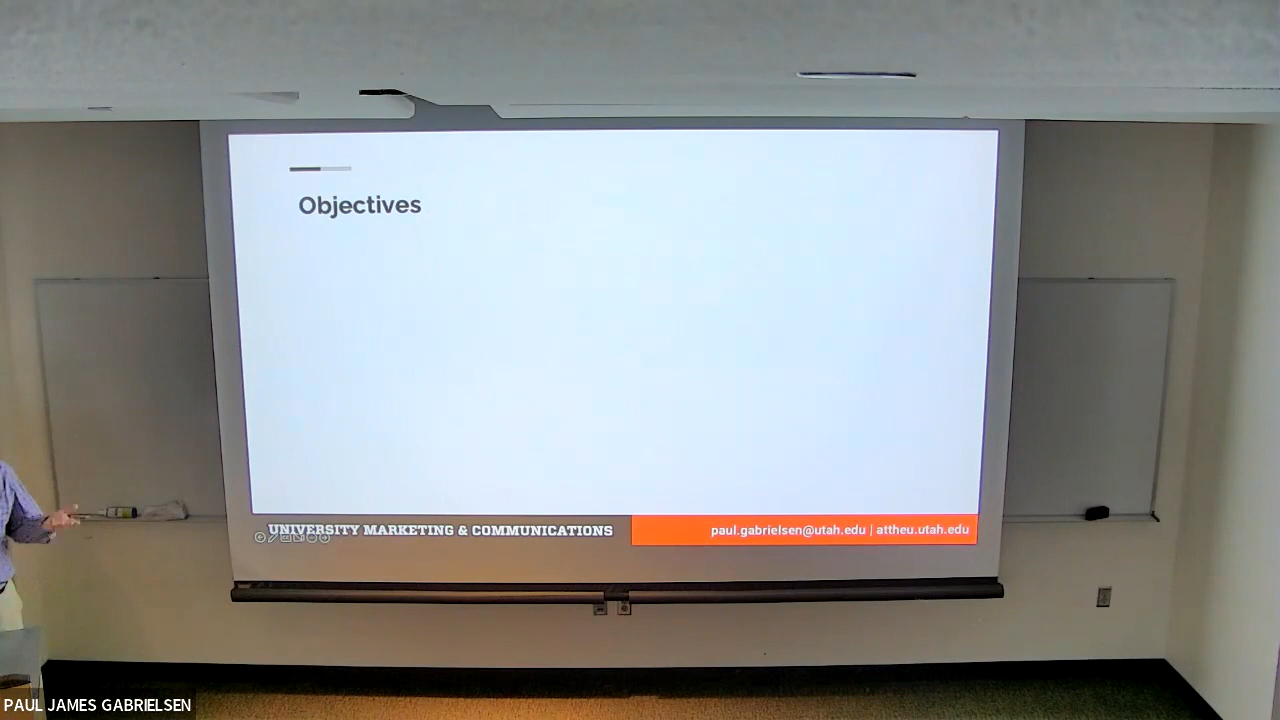 Objectives
UNIVERSITY MARKETING & COMMUNICATIONS
paul.gabrielsen@utah.edu | attheu.utah.edu
PAUL JAMES GABRIELSEN